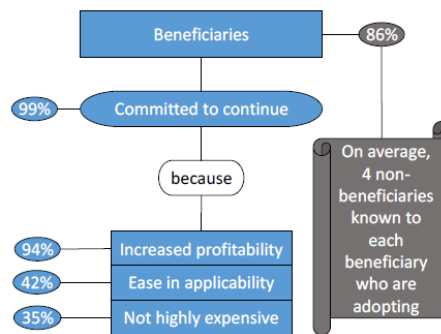 Beneficiaries
86%
99%
Committed to continue
because
On average,
4 non-
beneficiaries
known to
each
beneficiary
who are
adopting
94%
Increased profitability
42%
Ease in applicability
35%
Not highly expensive